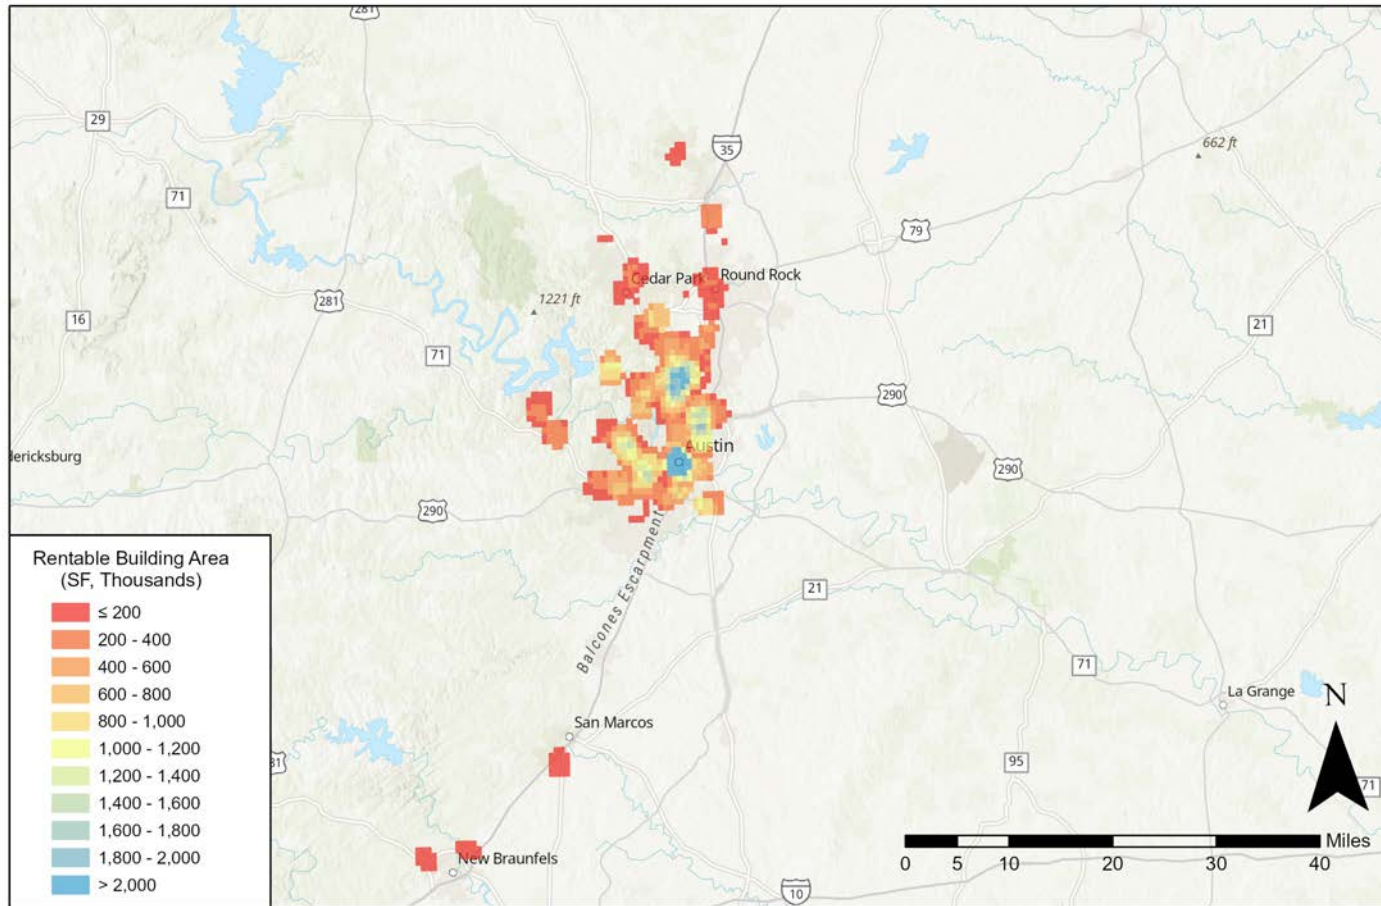 281
29
35
662 ft
71
79
Cedar Park
Round Rock
1221 ft
281
16
21
71
290
Austin
dericksburg
290
290
Balcones Escarpment
Rentable Building Area
(SF, Thousands)
≤ 200
200 - 400
400 - 600
600 - 800
800 - 1,000
1,000 - 1,200
1,200 - 1,400
1,400 - 1,600
1,600 - 1,800
1,800 - 2,000
> 2,000
21
71
La Grange
N
San Marcos
81
95
71
Miles
0 5 10 20 30 40
New Braunfels
10